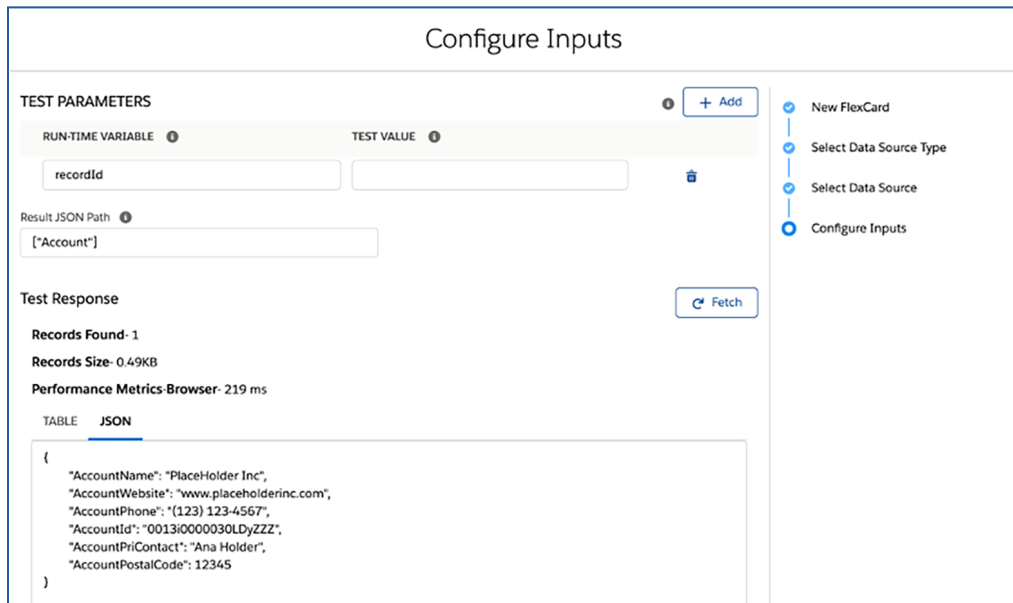 Configure Inputs
TEST PARAMETERS
+ Add
New FlexCard
RUN-TIME VARIABLE
TEST VALUE
Select Data Source Type
recordId
Select Data Source
Result JSON Path
Configure Inputs
["Account"]
Test Response
Fetch
Records Found- 1
Records Size- 0.49KB
Performance Metrics-Browser- 219 ms
TABLE JSON
{
"AccountName": "PlaceHolder Inc",
"AccountWebsite": "www.placeholderinc.com",
"AccountPhone": "(123) 123-4567",
"AccountId": "0013i0000030LDyZZZ",
"AccountPriContact": "Ana Holder",
"AccountPostalCode": 12345
}